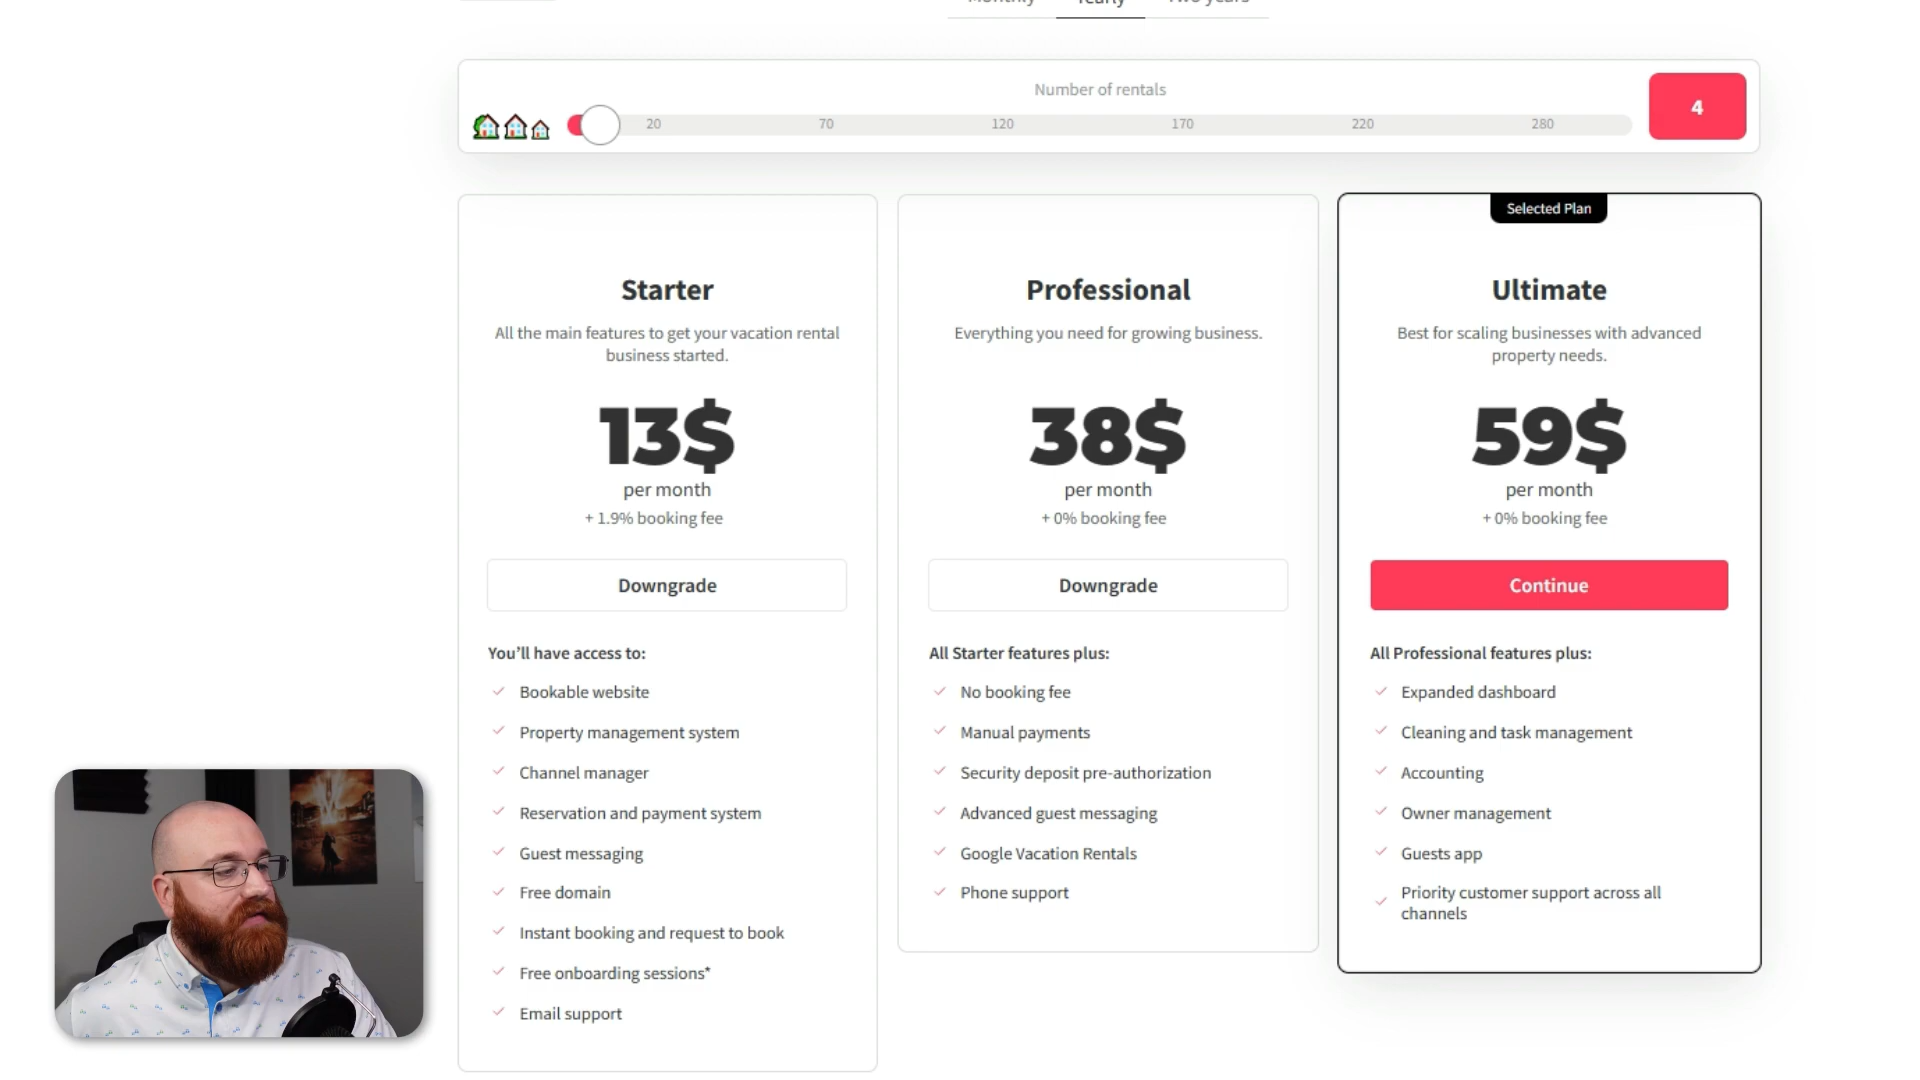 Monthly
Yearly
Two years
Number of rentals
20
70
120
170
220
280
4
Selected Plan
Starter
All the main features to get your vacation rental
business started.
13$
per month
+ 1.9% booking fee
Downgrade
You’ll have access to:
Bookable website
Property management system
Channel manager
Reservation and payment system
Guest messaging
Free domain
Instant booking and request to book
Free onboarding sessions*
Email support
Professional
Everything you need for growing business.
38$
per month
+ 0% booking fee
Downgrade
All Starter features plus:
No booking fee
Manual payments
Security deposit pre-authorization
Advanced guest messaging
Google Vacation Rentals
Phone support
Ultimate
Best for scaling businesses with advanced
property needs.
59$
per month
+ 0% booking fee
Continue
All Professional features plus:
Expanded dashboard
Cleaning and task management
Accounting
Owner management
Guests app
Priority customer support across all
channels